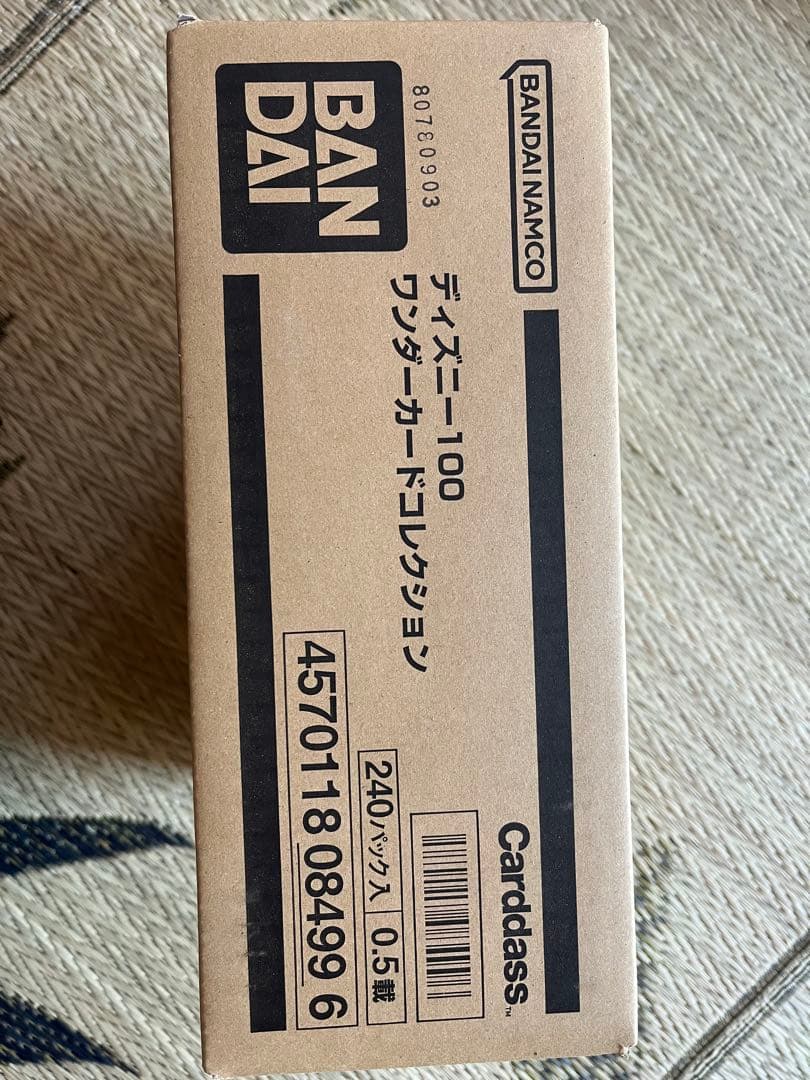 BANDAI NAMCO
BAN
DAI
80780903
ディズニー100
ワンダーカードコレクション
Carddass™
240パック入
0.5載
4570118 08499 6